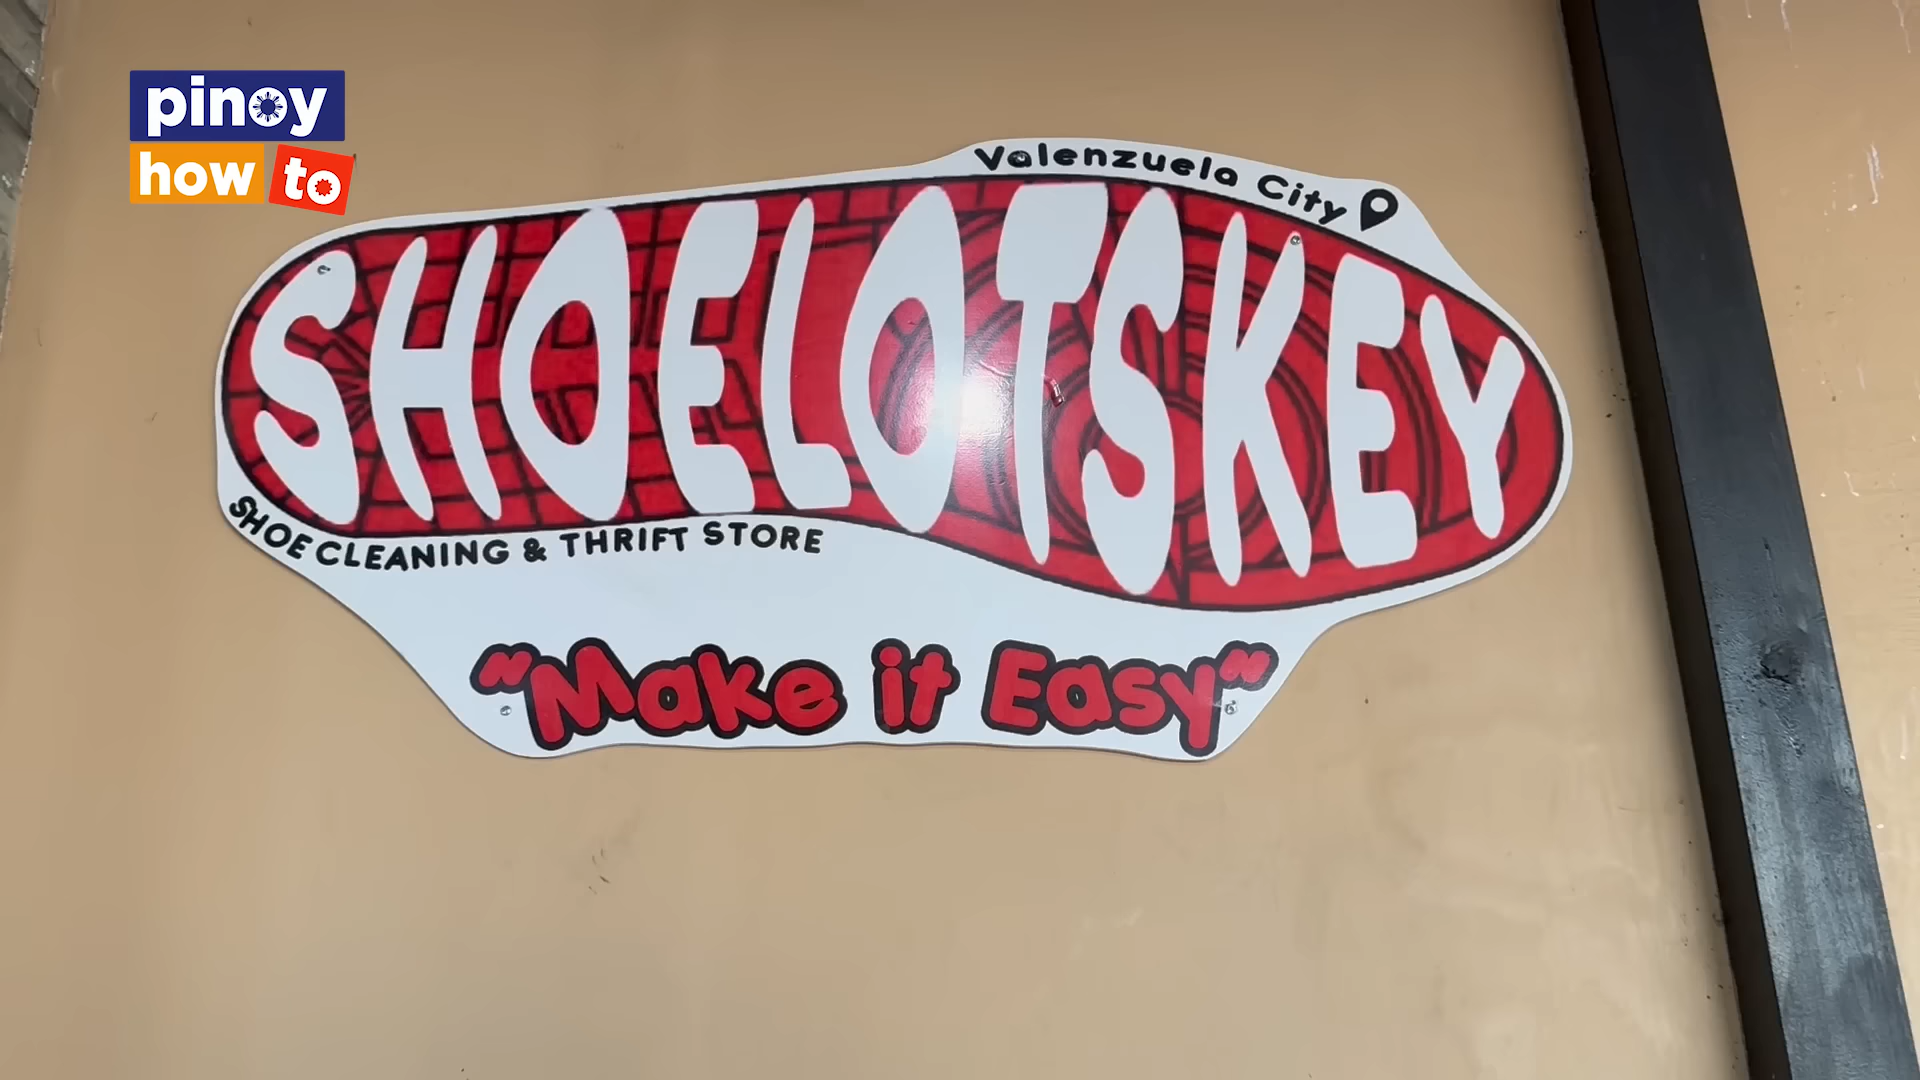 pinoy
how to
Valenzuela City
SHOELOTSKEY
SHOE CLEANING & THRIFT STORE
"Make it Easy"